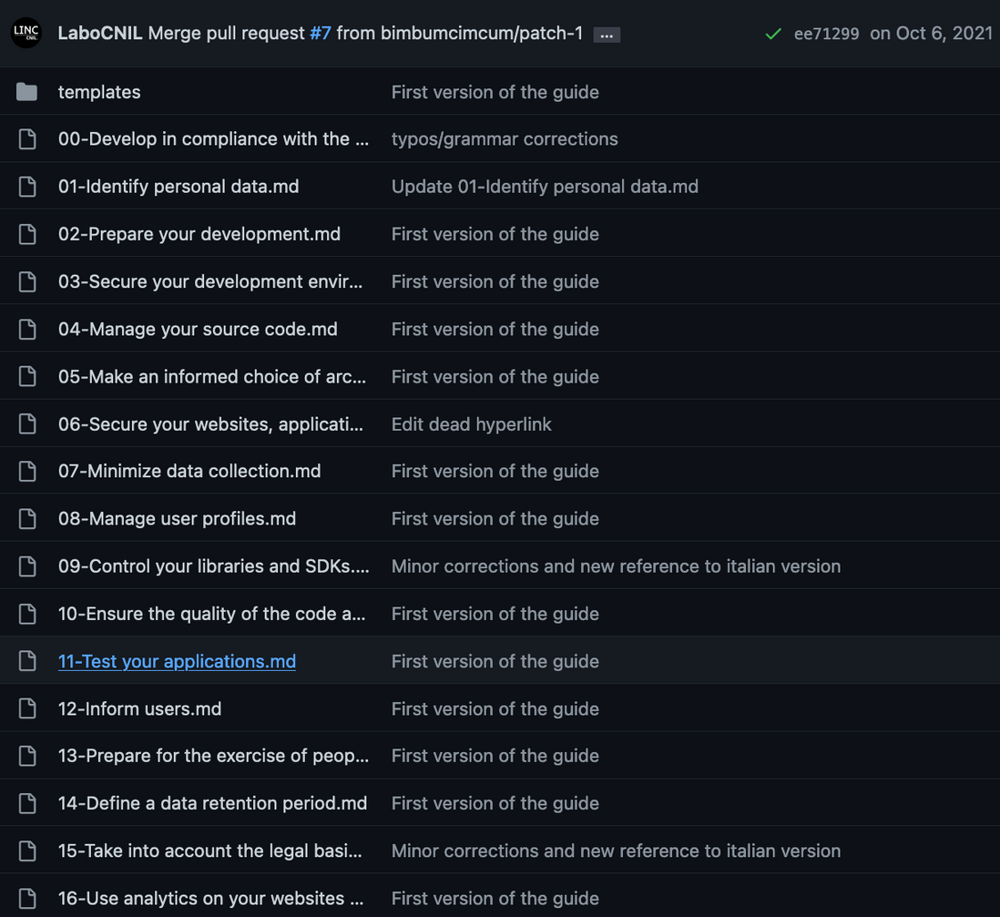 LINC CNIL LaboCNIL Merge pull request #7 from bimbumcimcum/patch-1 ... ee71299 on Oct 6, 2021
templates First version of the guide
00-Develop in compliance with the ... typos/grammar corrections
01-Identify personal data.md Update 01-Identify personal data.md
02-Prepare your development.md First version of the guide
03-Secure your development envir... First version of the guide
04-Manage your source code.md First version of the guide
05-Make an informed choice of arc... First version of the guide
06-Secure your websites, applicati... Edit dead hyperlink
07-Minimize data collection.md First version of the guide
08-Manage user profiles.md First version of the guide
09-Control your libraries and SDKs.... Minor corrections and new reference to italian version
10-Ensure the quality of the code a... First version of the guide
11-Test your applications.md First version of the guide
12-Inform users.md First version of the guide
13-Prepare for the exercise of peop... First version of the guide
14-Define a data retention period.md First version of the guide
15-Take into account the legal basi... Minor corrections and new reference to italian version
16-Use analytics on your websites ... First version of the guide